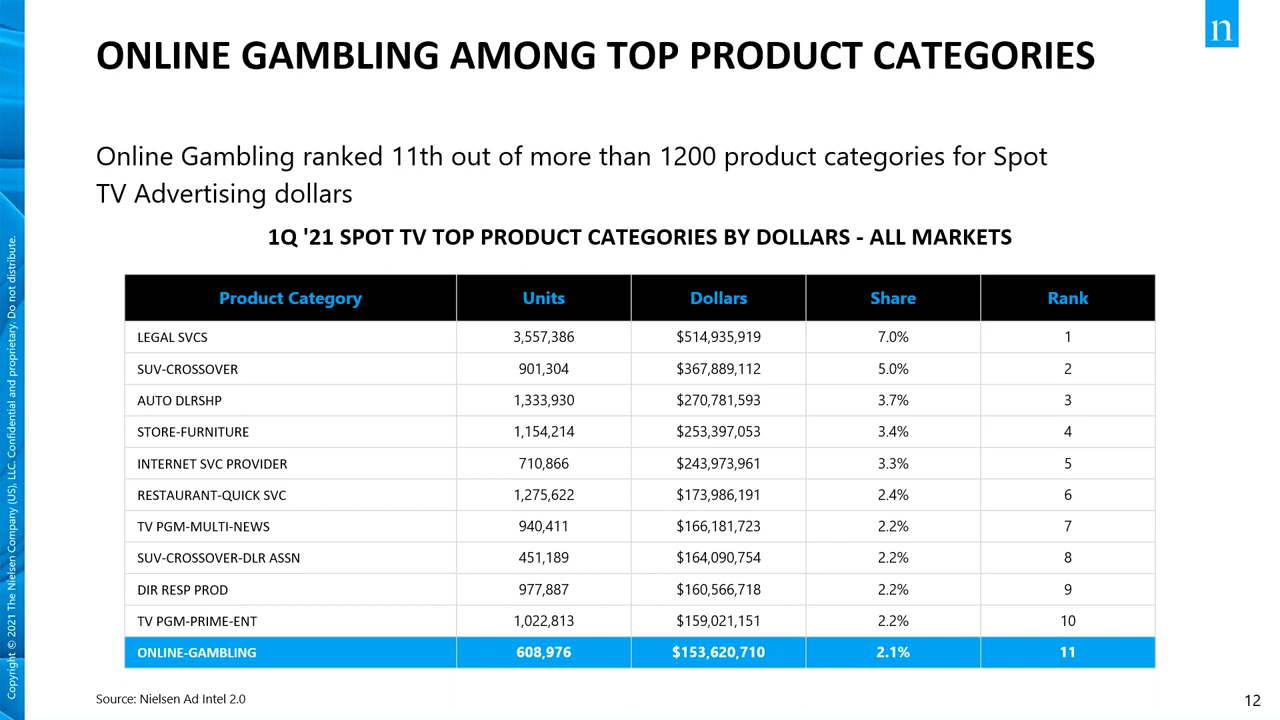 n
ONLINE GAMBLING AMONG TOP PRODUCT CATEGORIES
Online Gambling ranked 11th out of more than 1200 product categories for Spot
TV Advertising dollars
1Q '21 SPOT TV TOP PRODUCT CATEGORIES BY DOLLARS - ALL MARKETS
Product Category Units Dollars Share Rank
LEGAL SVCS 3,557,386 $514,935,919 7.0% 1
SUV-CROSSOVER 901,304 $367,889,112 5.0% 2
AUTO DLRSHP 1,333,930 $270,781,593 3.7% 3
STORE-FURNITURE 1,154,214 $253,397,053 3.4% 4
INTERNET SVC PROVIDER 710,866 $243,973,961 3.3% 5
RESTAURANT-QUICK SVC 1,275,622 $173,986,191 2.4% 6
TV PGM-MULTI-NEWS 940,411 $166,181,723 2.2% 7
SUV-CROSSOVER-DLR ASSN 451,189 $164,090,754 2.2% 8
DIR RESP PROD 977,887 $160,566,718 2.2% 9
TV PGM-PRIME-ENT 1,022,813 $159,021,151 2.2% 10
ONLINE-GAMBLING 608,976 $153,620,710 2.1% 11
Source: Nielsen Ad Intel 2.0
12
Copyright © 2021 The Nielsen Company (US), LLC. Confidential and proprietary. Do not distribute.